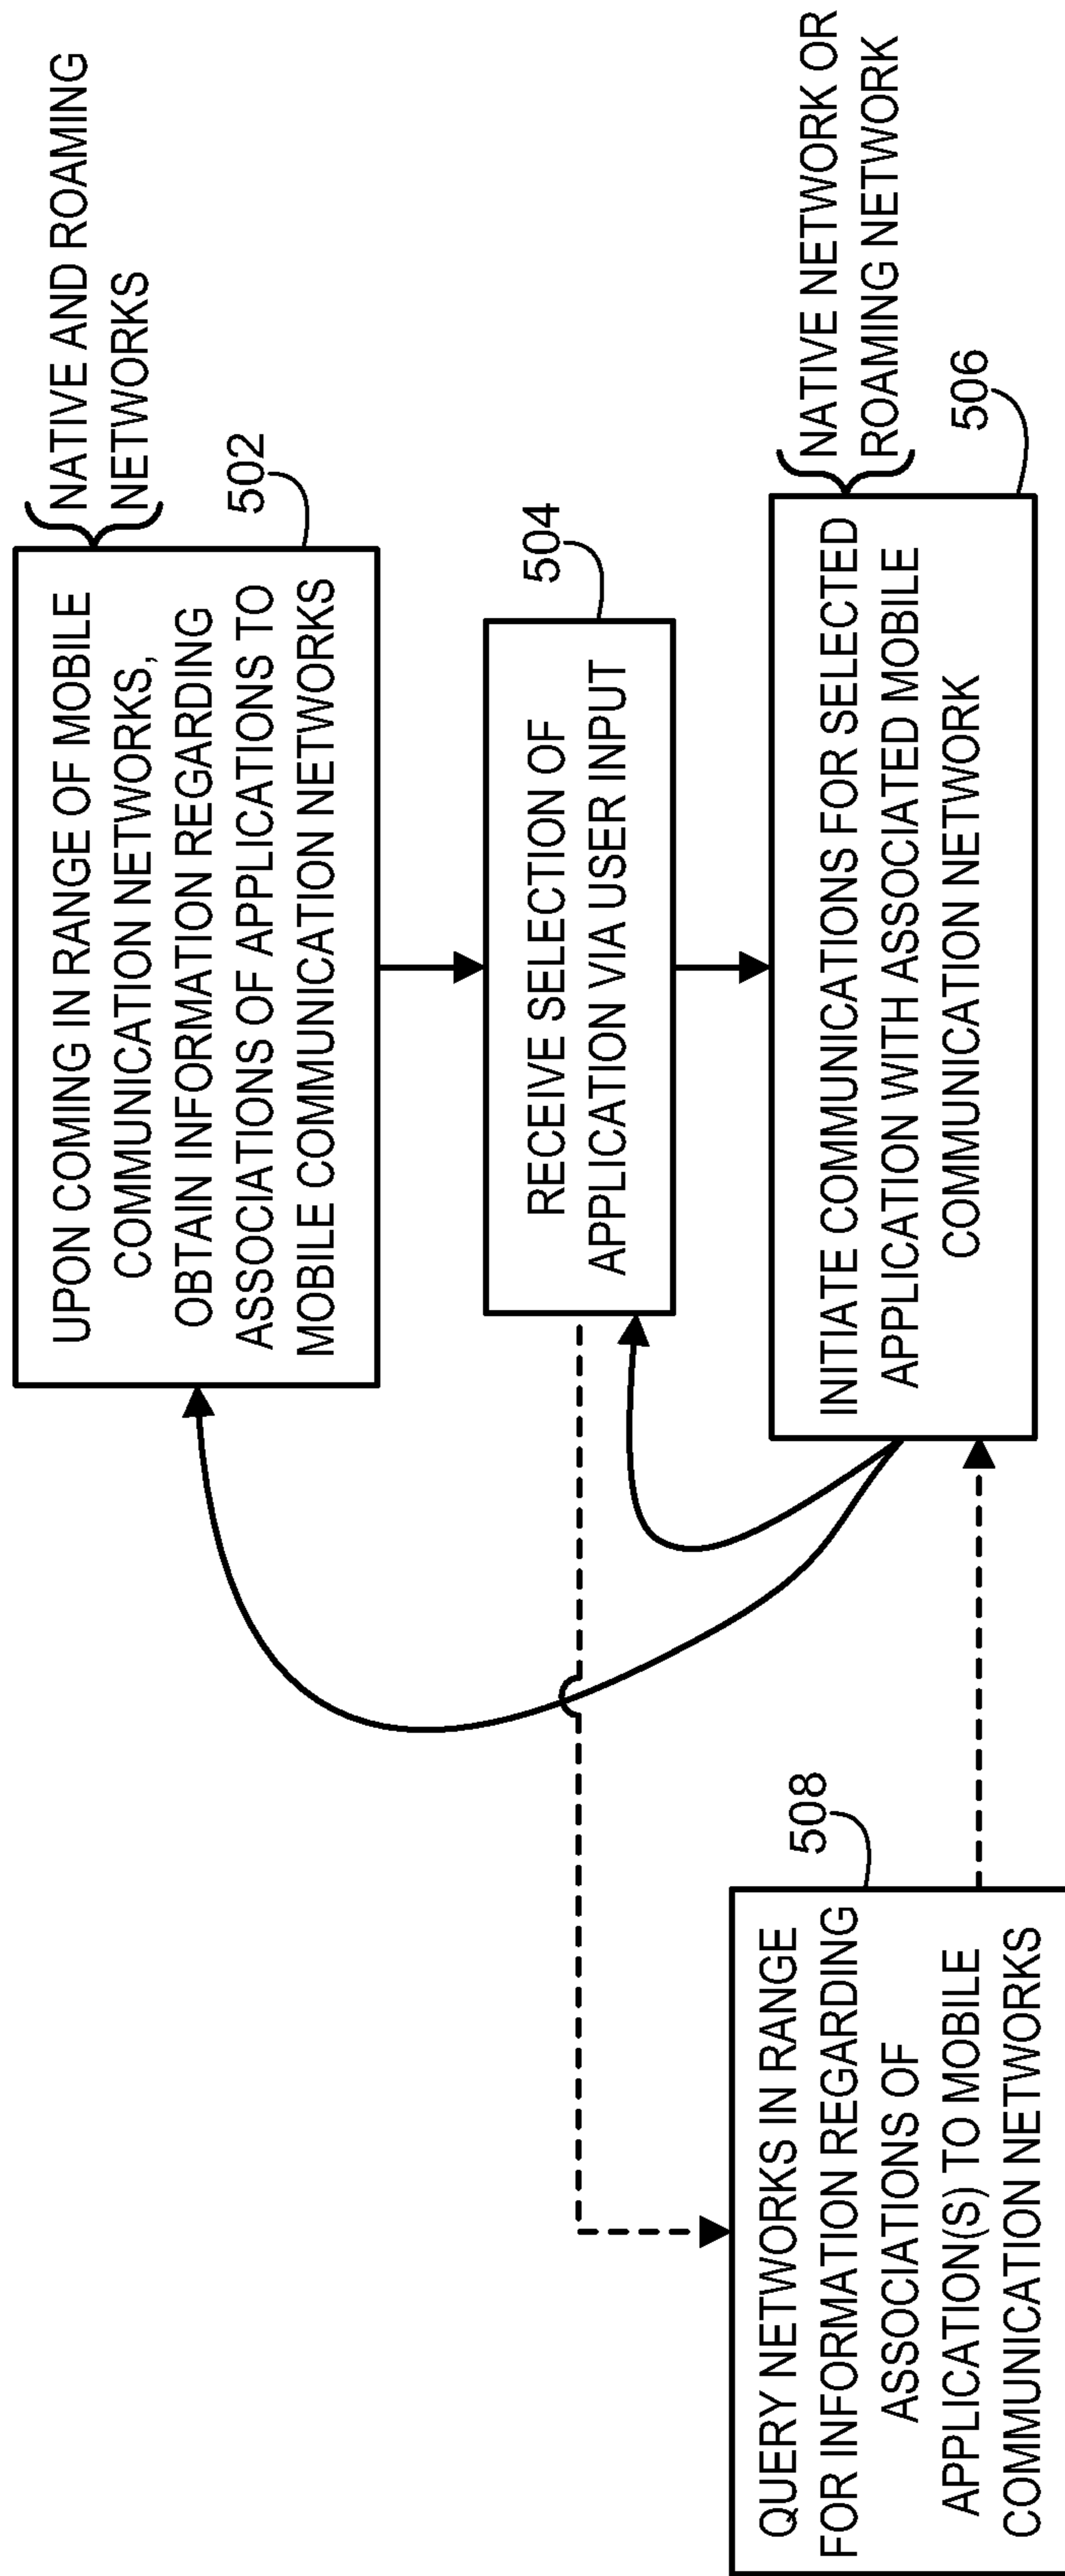 UPON COMING IN RANGE OF MOBILE
COMMUNICATION NETWORKS,
OBTAIN INFORMATION REGARDING
ASSOCIATIONS OF APPLICATIONS TO
MOBILE COMMUNICATION NETWORKS
NATIVE AND ROAMING
NETWORKS
502
RECEIVE SELECTION OF
APPLICATION VIA USER INPUT
504
INITIATE COMMUNICATIONS FOR SELECTED
APPLICATION WITH ASSOCIATED MOBILE
COMMUNICATION NETWORK
NATIVE NETWORK OR
ROAMING NETWORK
506
QUERY NETWORKS IN RANGE
FOR INFORMATION REGARDING
ASSOCIATIONS OF
APPLICATION(S) TO MOBILE
COMMUNICATION NETWORKS
508